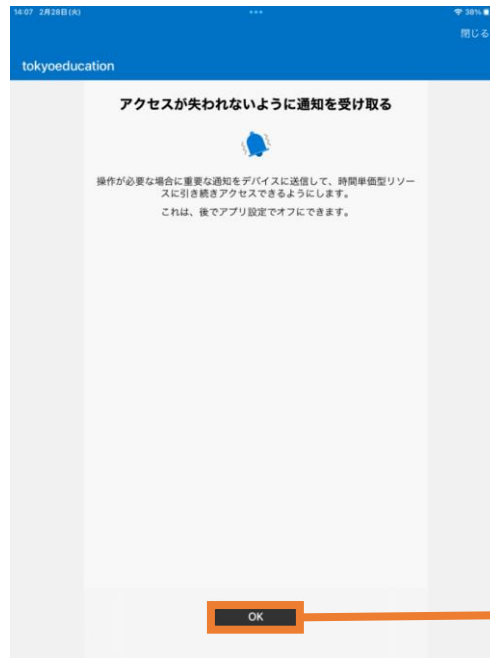 14:07 2月28日(火)
38%
閉じる
tokyoeducation
アクセスが失われないように通知を受け取る
操作が必要な場合に重要な通知をデバイスに送信して、時間単価型リソー
スに引き続きアクセスできるようにします。
これは、後でアプリ設定でオフにできます。
OK